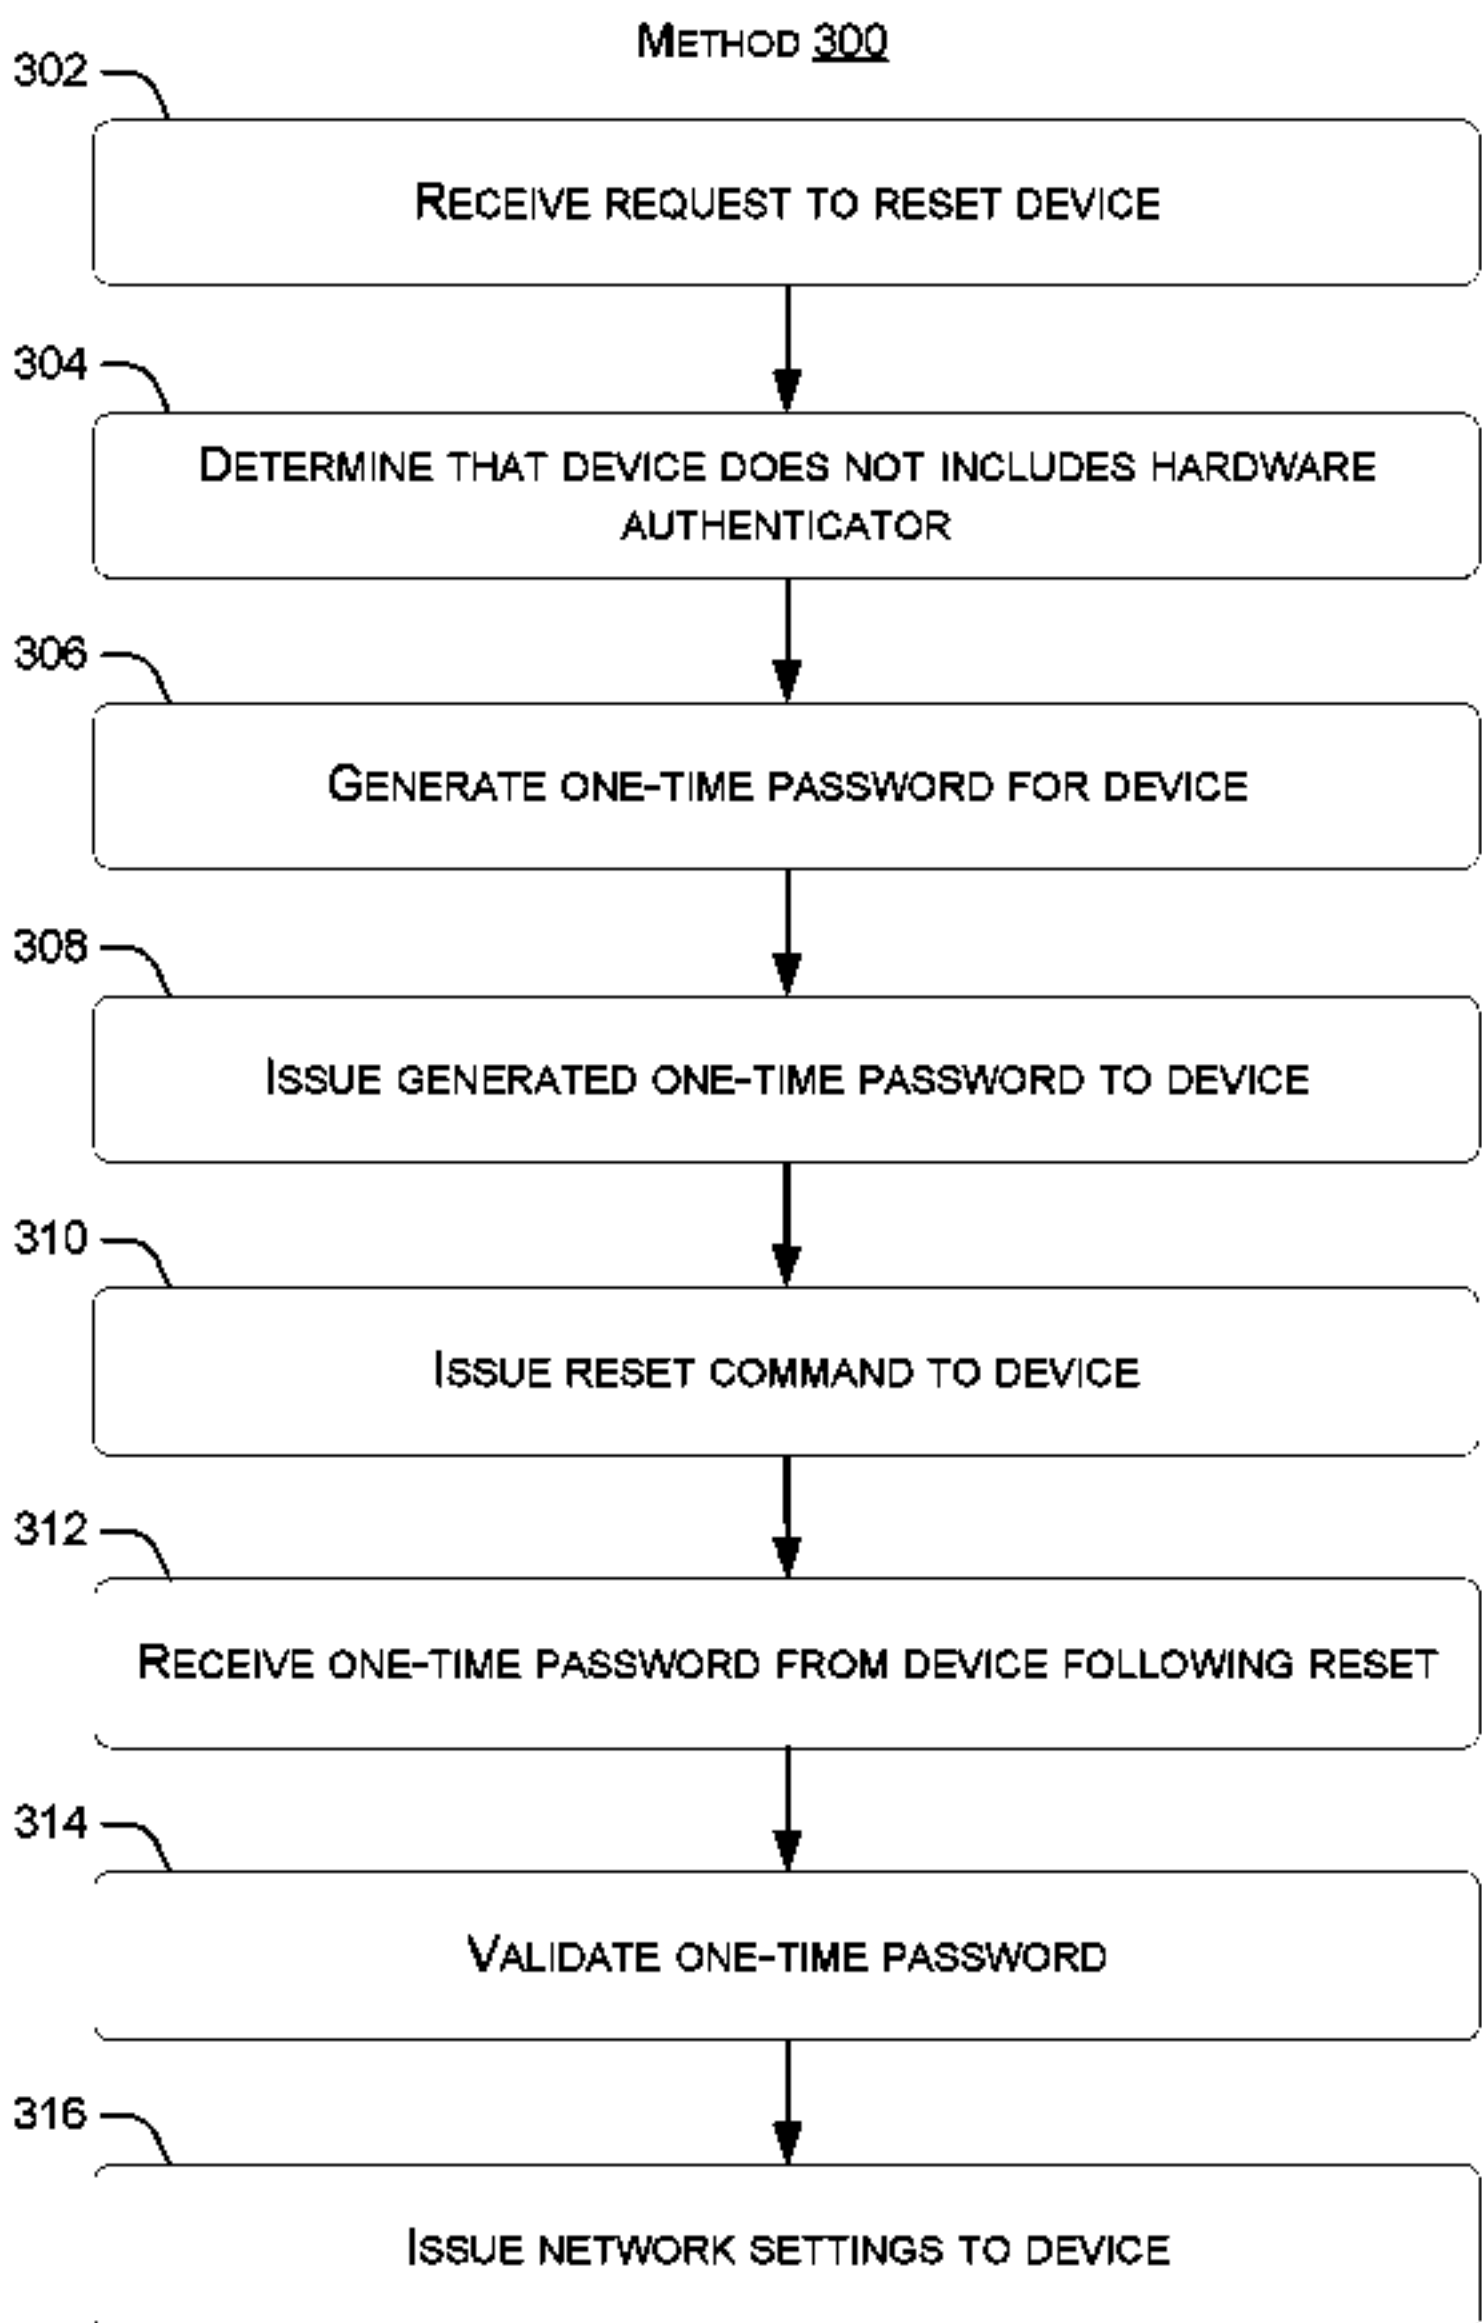 METHOD 300
302
RECEIVE REQUEST TO RESET DEVICE
304
DETERMINE THAT DEVICE DOES NOT INCLUDES HARDWARE
AUTHENTICATOR
306
GENERATE ONE-TIME PASSWORD FOR DEVICE
308
ISSUE GENERATED ONE-TIME PASSWORD TO DEVICE
310
ISSUE RESET COMMAND TO DEVICE
312
RECEIVE ONE-TIME PASSWORD FROM DEVICE FOLLOWING RESET
314
VALIDATE ONE-TIME PASSWORD
316
ISSUE NETWORK SETTINGS TO DEVICE